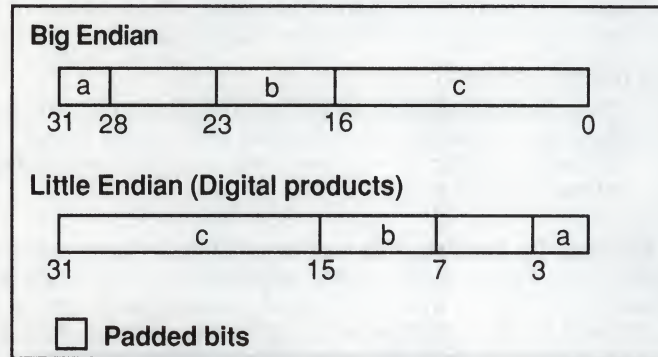 Big Endian
a b c
31 28 23 16 0
Little Endian (Digital products)
c b a
31 15 7 3
Padded bits